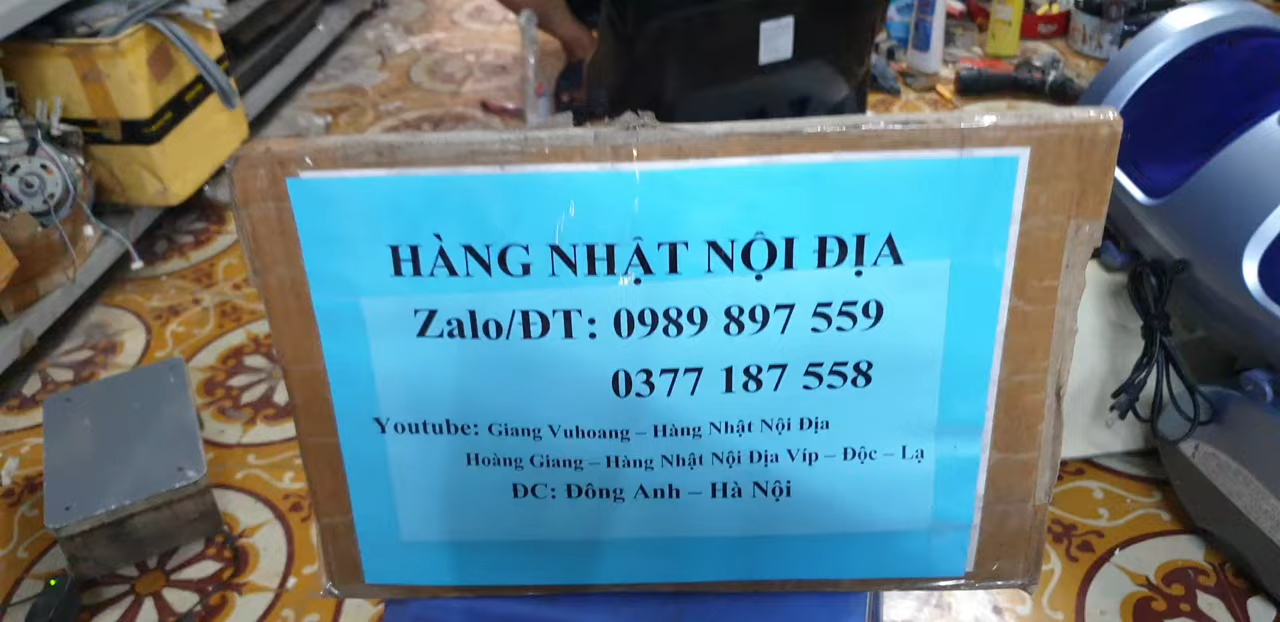 HÀNG NHẬT NỘI ĐỊA
Zalo/ĐT: 0989 897 559
0377 187 558
Youtube: Giang Vuhoang – Hàng Nhật Nội Địa
Hoàng Giang – Hàng Nhật Nội Địa Víp – Độc – Lạ
ĐC: Đông Anh – Hà Nội